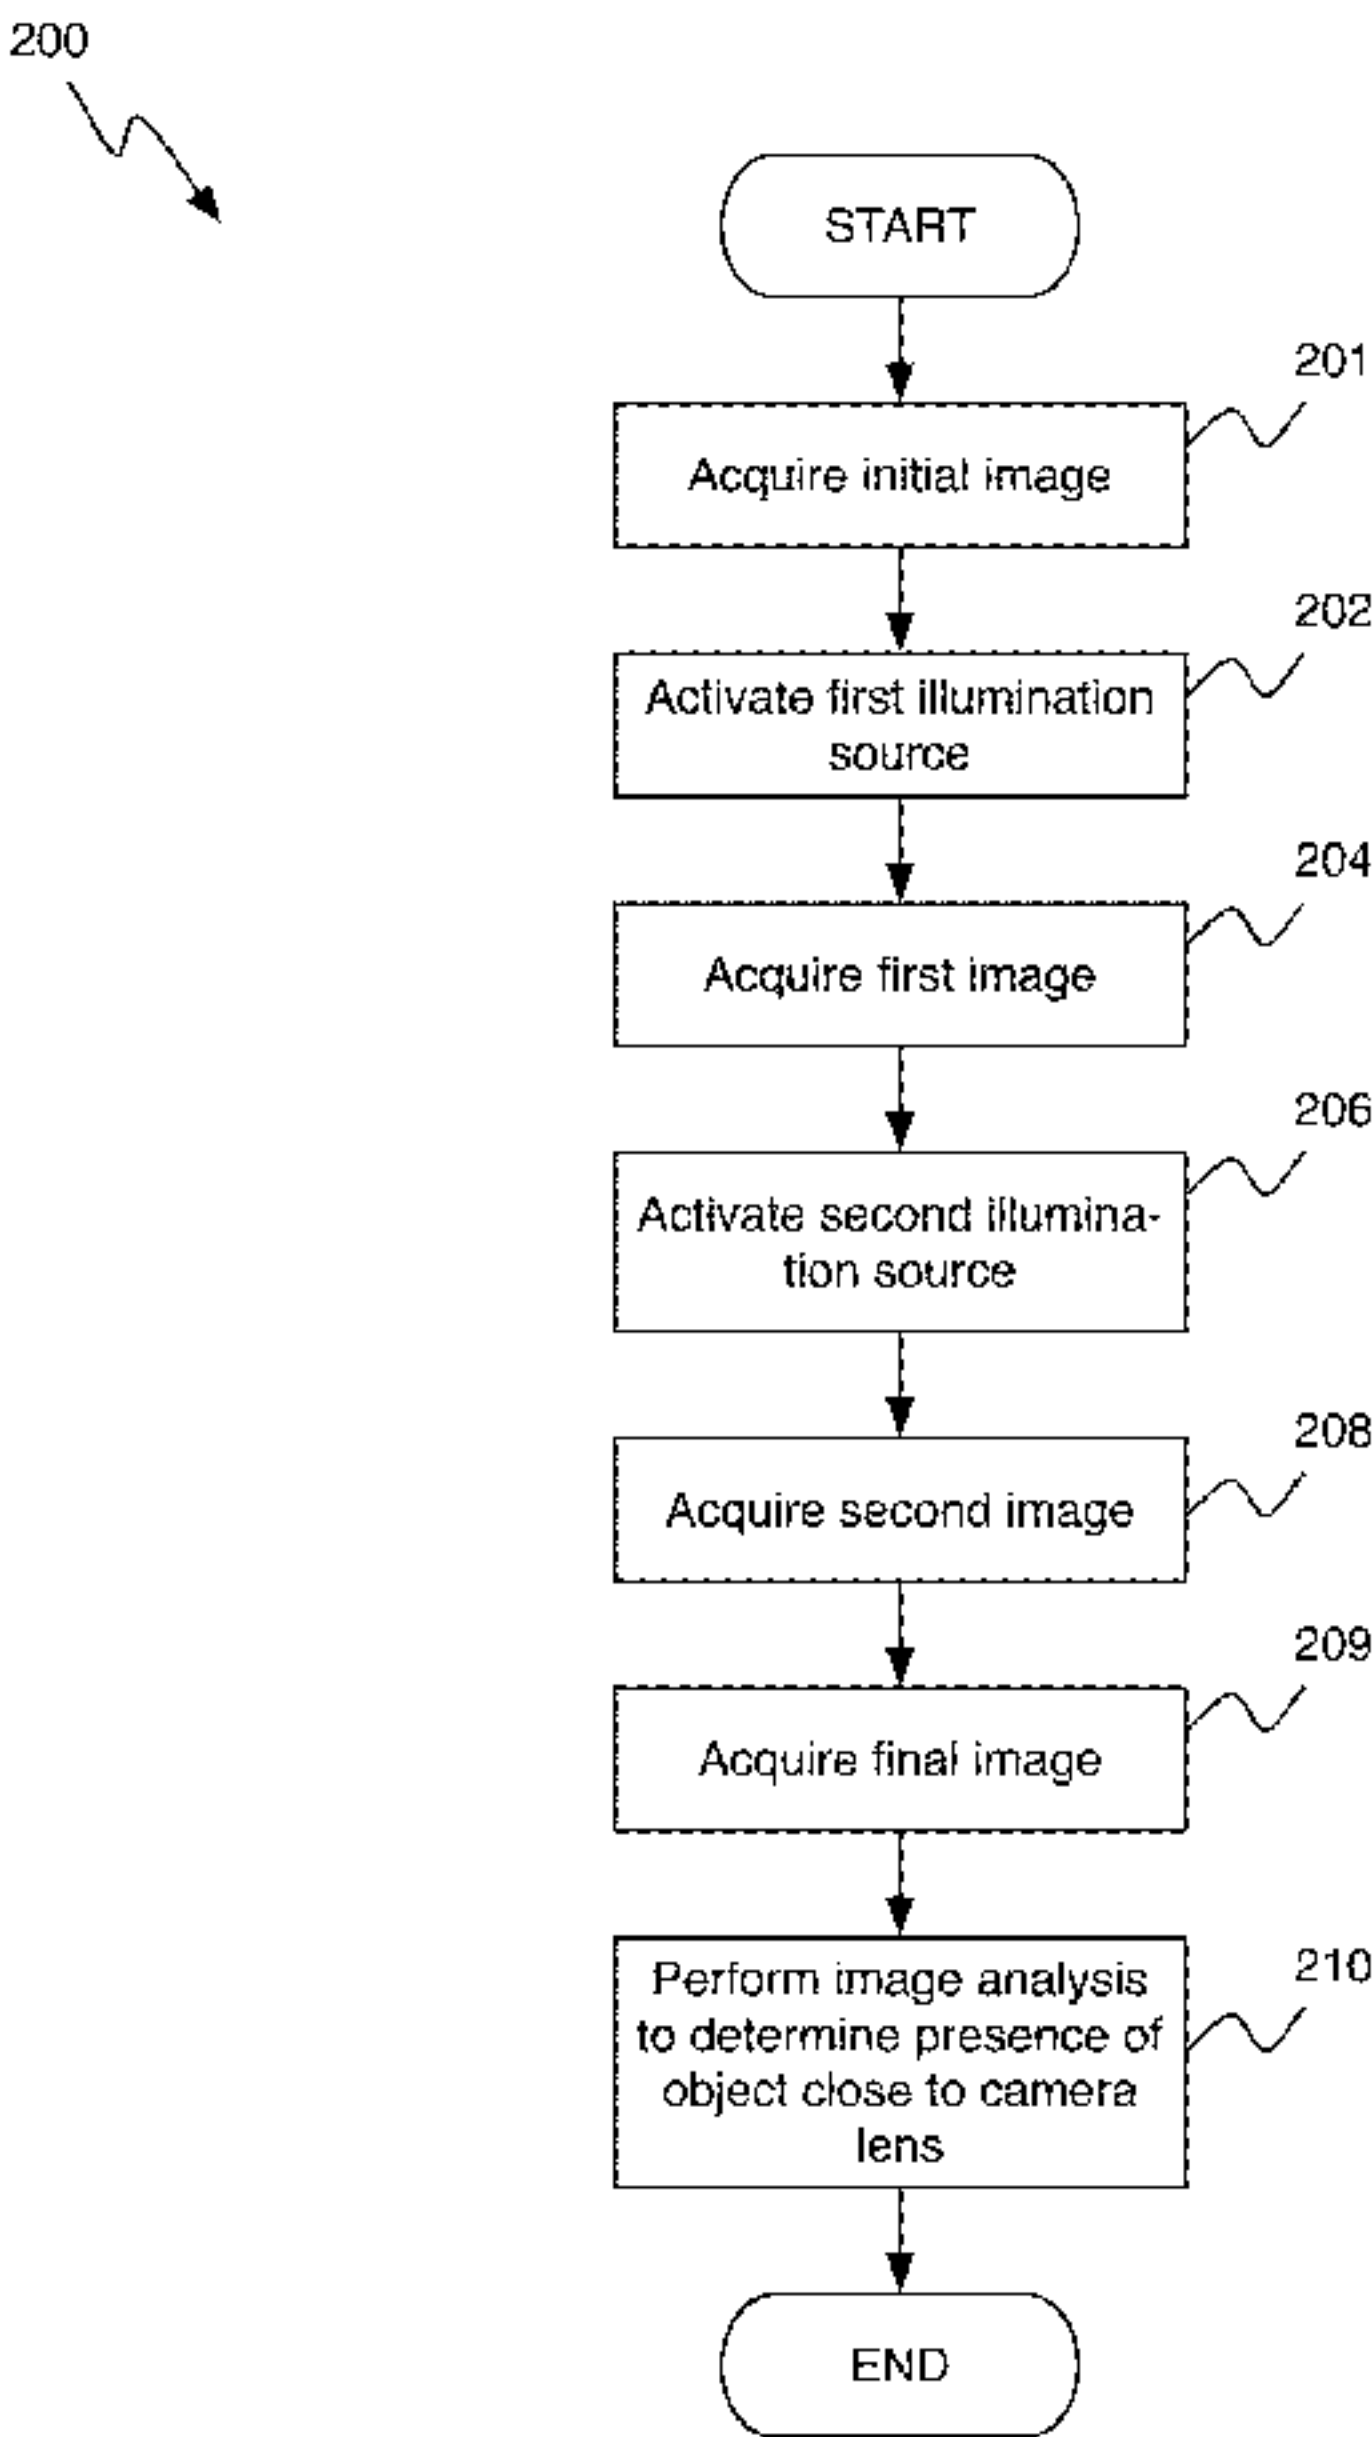 200
START
201
Acquire initial image
202
Activate first illumination
source
204
Acquire first image
206
Activate second illumina-
tion source
208
Acquire second image
209
Acquire final image
210
Perform image analysis
to determine presence of
object close to camera
lens
END